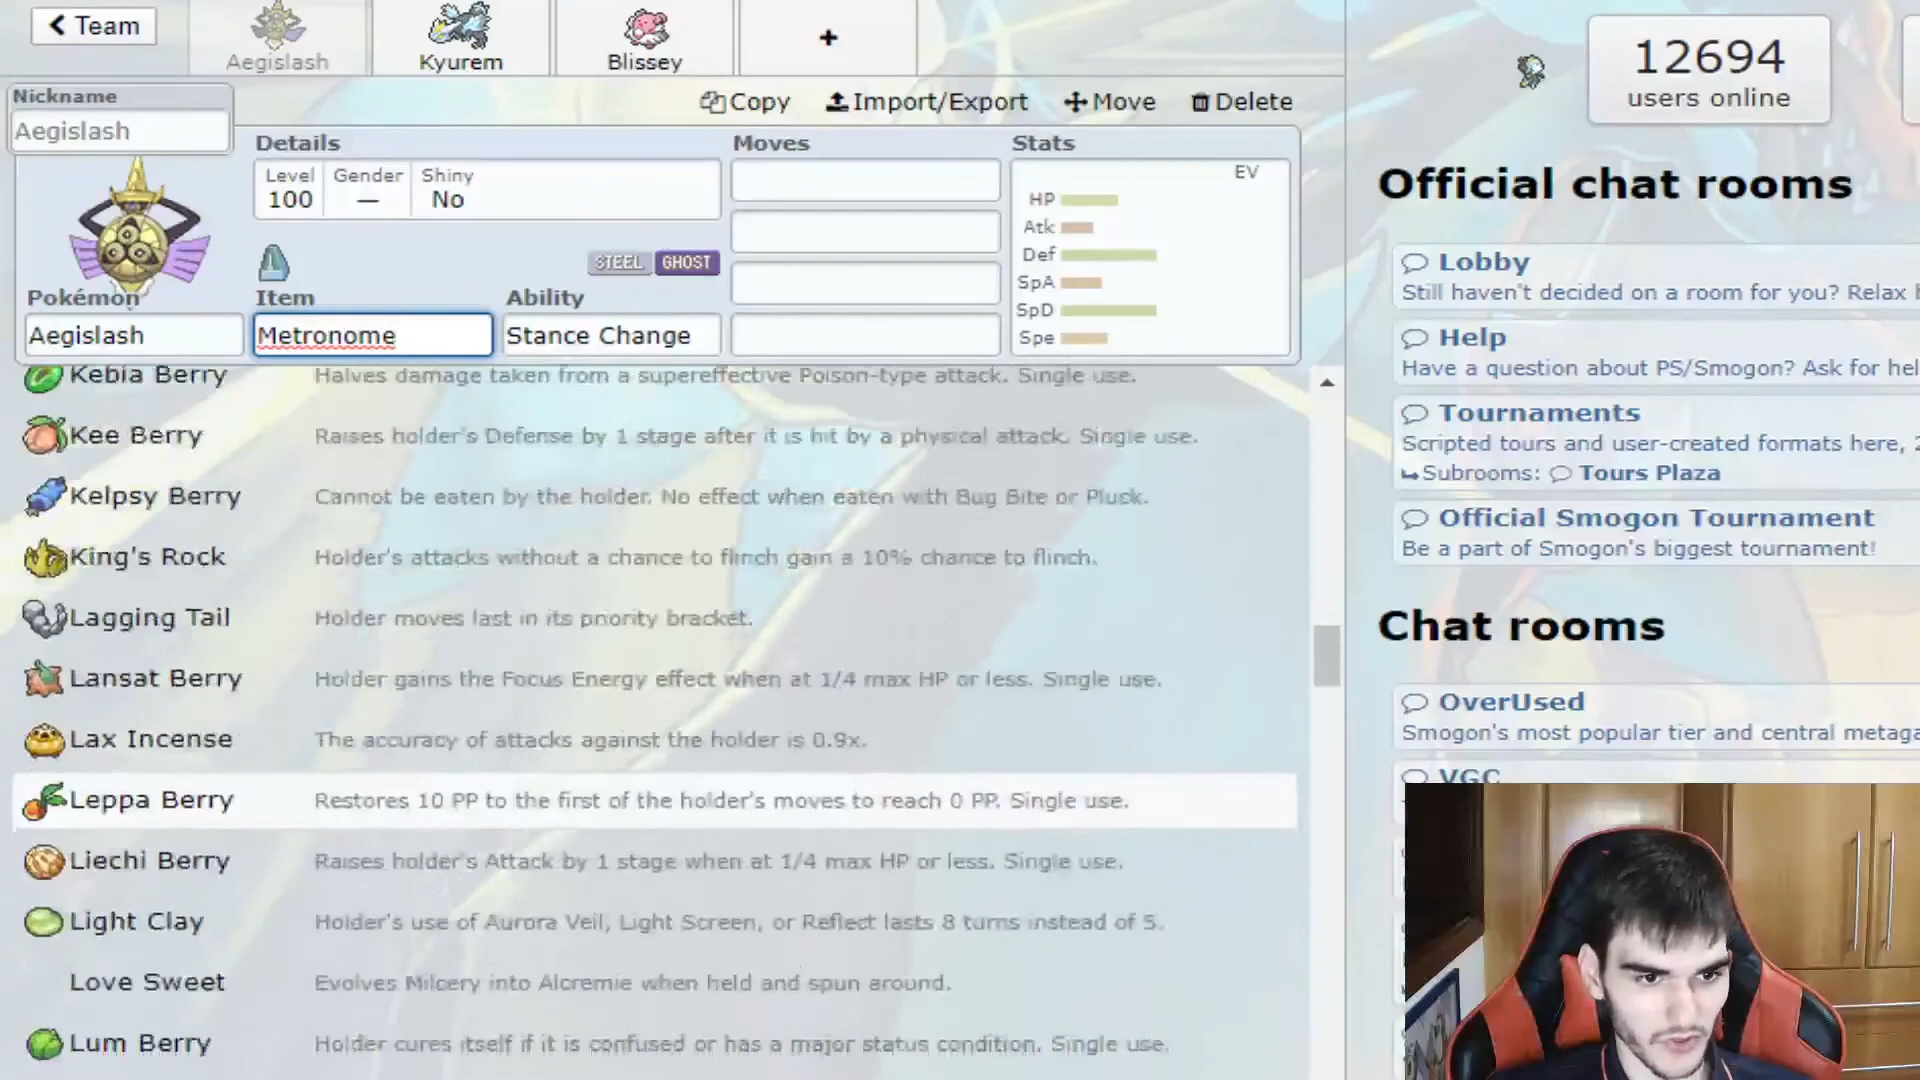 Team
Aegislash
Kyurem
Blissey
+
12694
users online
Nickname
Aegislash
Copy
Import/Export
Move
Delete
Details
Moves
Stats
Level
100
Gender
—
Shiny
No
EV
HP
Atk
Def
SpA
SpD
Spe
STEEL
GHOST
Pokémon
Aegislash
Item
Metronome
Ability
Stance Change
Kebia Berry Halves damage taken from a supereffective Poison-type attack. Single use.
Kee Berry Raises holder's Defense by 1 stage after it is hit by a physical attack. Single use.
Kelpsy Berry Cannot be eaten by the holder. No effect when eaten with Bug Bite or Pluck.
King's Rock Holder's attacks without a chance to flinch gain a 10% chance to flinch.
Lagging Tail Holder moves last in its priority bracket.
Lansat Berry Holder gains the Focus Energy effect when at 1/4 max HP or less. Single use.
Lax Incense The accuracy of attacks against the holder is 0.9x.
Leppa Berry Restores 10 PP to the first of the holder's moves to reach 0 PP. Single use.
Liechi Berry Raises holder's Attack by 1 stage when at 1/4 max HP or less. Single use.
Light Clay Holder's use of Aurora Veil, Light Screen, or Reflect lasts 8 turns instead of 5.
Love Sweet Evolves Milcery into Alcremie when held and spun around.
Lum Berry Holder cures itself if it is confused or has a major status condition. Single use.
Official chat rooms
Lobby
Still haven't decided on a room for you? Relax
Help
Have a question about PS/Smogon? Ask for hel
Tournaments
Scripted tours and user-created formats here,
Subrooms: Tours Plaza
Official Smogon Tournament
Be a part of Smogon's biggest tournament!
Chat rooms
OverUsed
Smogon's most popular tier and central metaga
VGC